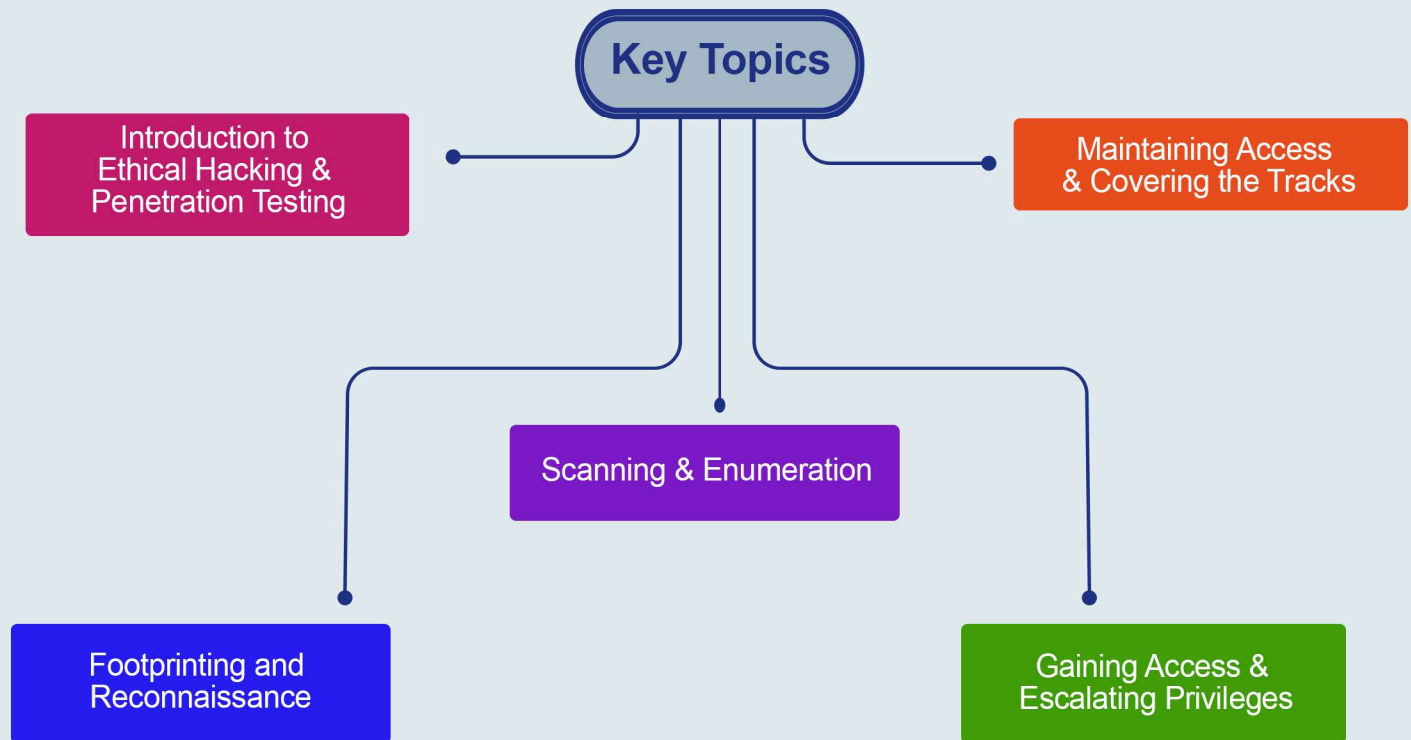 Key Topics
Introduction to
Ethical Hacking &
Penetration Testing
Maintaining Access
& Covering the Tracks
Scanning & Enumeration
Footprinting and
Reconnaissance
Gaining Access &
Escalating Privileges